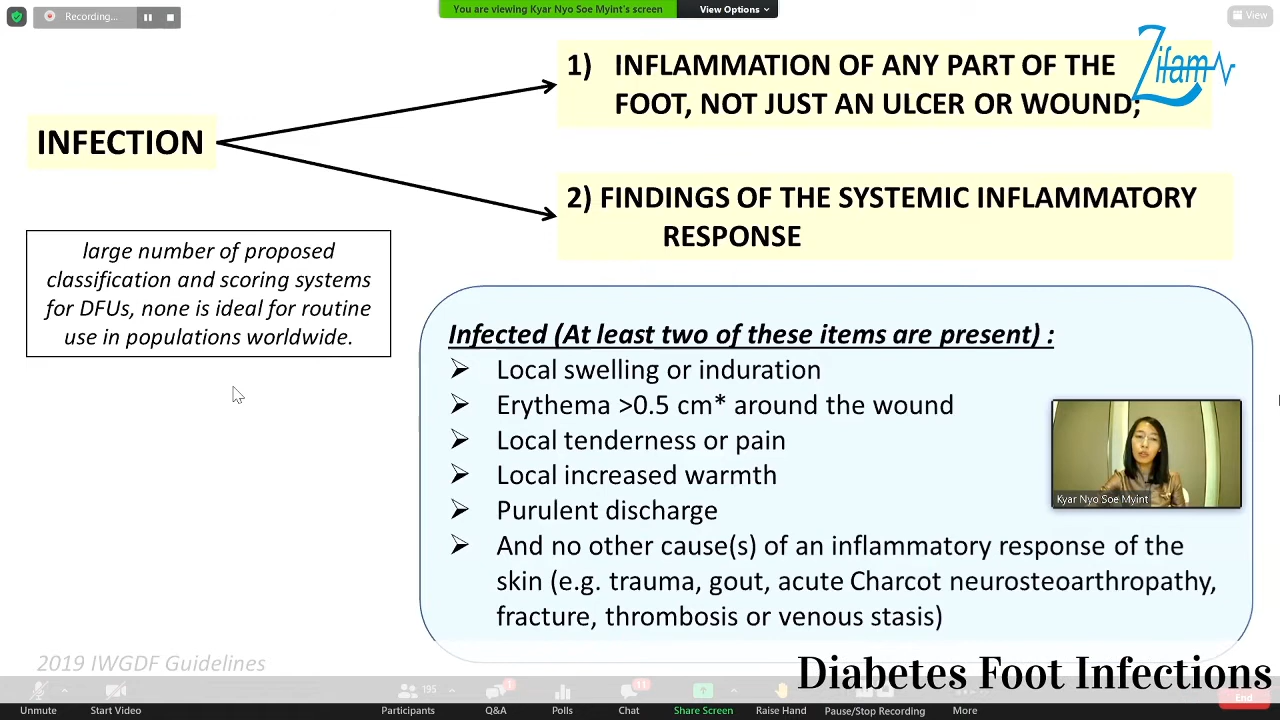 Recording...
You are viewing Kyar Nyo Soe Myint's screen
View Options
View
Zifam
INFECTION
1) INFLAMMATION OF ANY PART OF THE
FOOT, NOT JUST AN ULCER OR WOUND;
2) FINDINGS OF THE SYSTEMIC INFLAMMATORY
RESPONSE
large number of proposed
classification and scoring systems
for DFUs, none is ideal for routine
use in populations worldwide.
Infected (At least two of these items are present) :
Local swelling or induration
Erythema >0.5 cm* around the wound
Local tenderness or pain
Local increased warmth
Purulent discharge
And no other cause(s) of an inflammatory response of the
skin (e.g. trauma, gout, acute Charcot neurosteoarthropathy,
fracture, thrombosis or venous stasis)
Kyar Nyo Soe Myint
2019 IWGDF Guidelines
Diabetes Foot Infections
195
1
11
Unmute
Start Video
Participants
Q&A
Polls
Chat
Share Screen
Raise Hand
Pause/Stop Recording
More
End